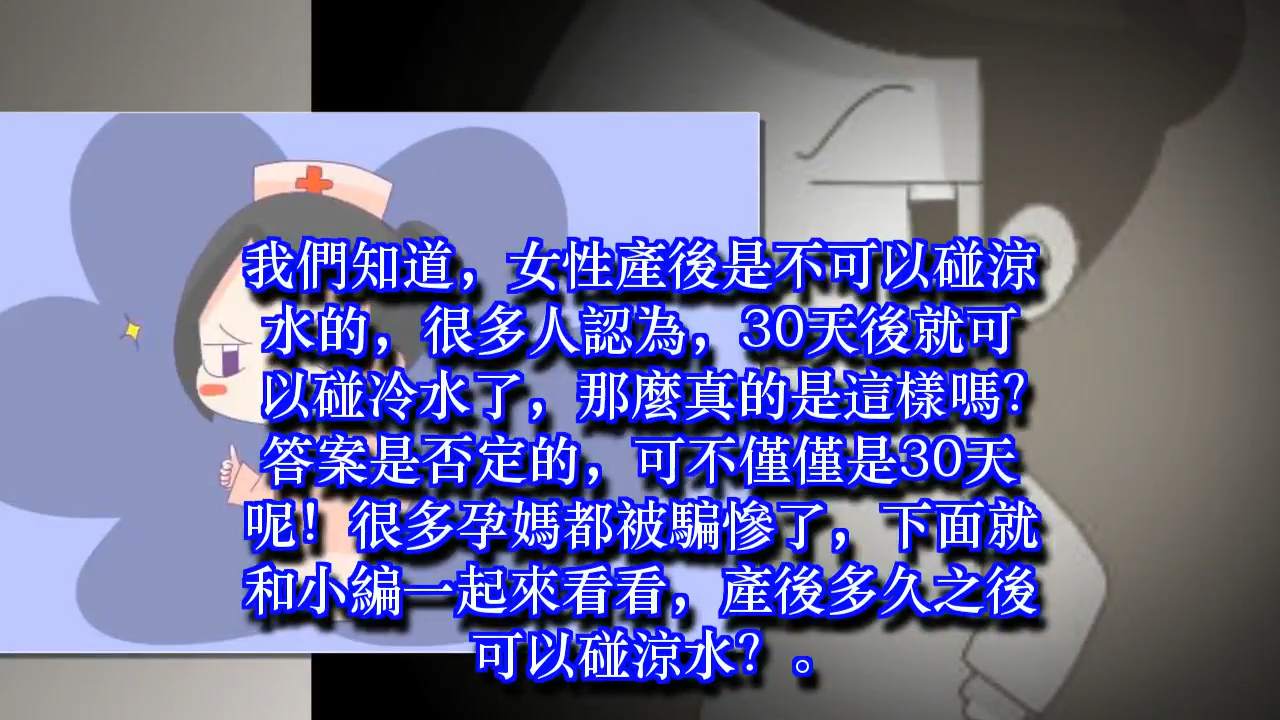 我們知道，女性產後是不可以碰涼
水的，很多人認為，30天後就可
以碰冷水了，那麼真的是這樣嗎？
答案是否定的，可不僅僅是30天
呢！很多孕媽都被騙慘了，下面就
和小編一起來看看，產後多久之後
可以碰涼水？。